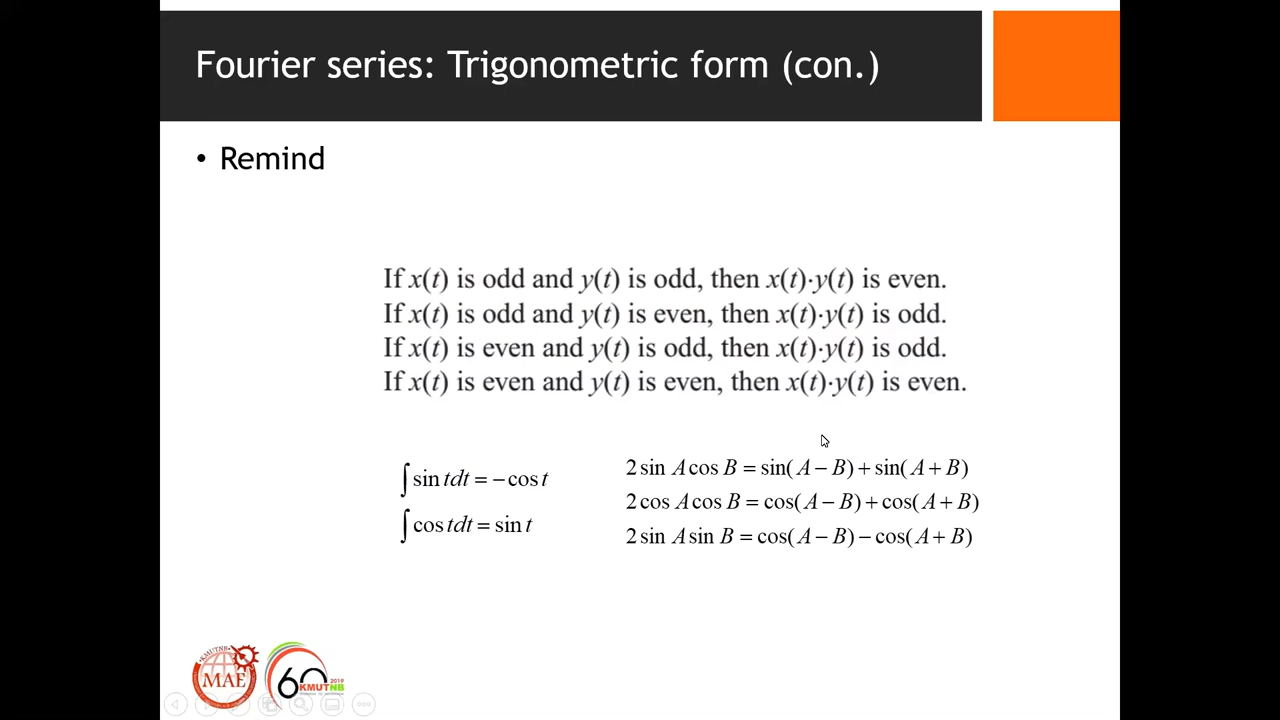 Fourier series: Trigonometric form (con.)
• Remind
If x(t) is odd and y(t) is odd, then x(t)·y(t) is even.
If x(t) is odd and y(t) is even, then x(t)·y(t) is odd.
If x(t) is even and y(t) is odd, then x(t)·y(t) is odd.
If x(t) is even and y(t) is even, then x(t)·y(t) is even.
∫ sin tdt = − cos t
∫ cos tdt = sin t
2 sin A cos B = sin( A − B) + sin( A + B)
2 cos A cos B = cos( A − B) + cos( A + B)
2 sin A sin B = cos( A − B) − cos( A + B)
KMUTNB
MAE
60
2019
KMUTNB